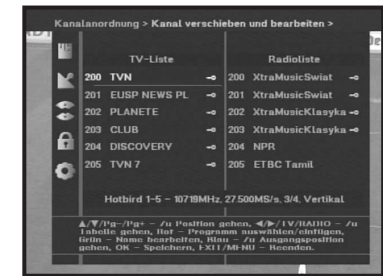 Kanalanordnung > Kanal verschieben und bearbeiten >
TV-Liste
Radioliste
200 TVN
200 XtraMusicSwiat
201 EUSP NEWS PL
201 XtraMusicSwiat
202 PLANETE
202 XtraMusicKlasyka
203 CLUB
203 XtraMusicKlasyka
204 DISCOVERY
204 NPR
205 TVN 7
205 ETBC Tamil
Hotbird 1-5 - 10719MHz, 27.500MS/s, 3/4, Vertikal
▲/▼/Pg-/Pg+ - Zu Position gehen, ◄/►/TV/RADIO - Zu
Tabelle gehen, Rot - Programm auswählen/einfügen,
Grün - Name bearbeiten, Blau - Zu Ausgangsposition
gehen, OK - Speichern, EXIT/MENU - Beenden.